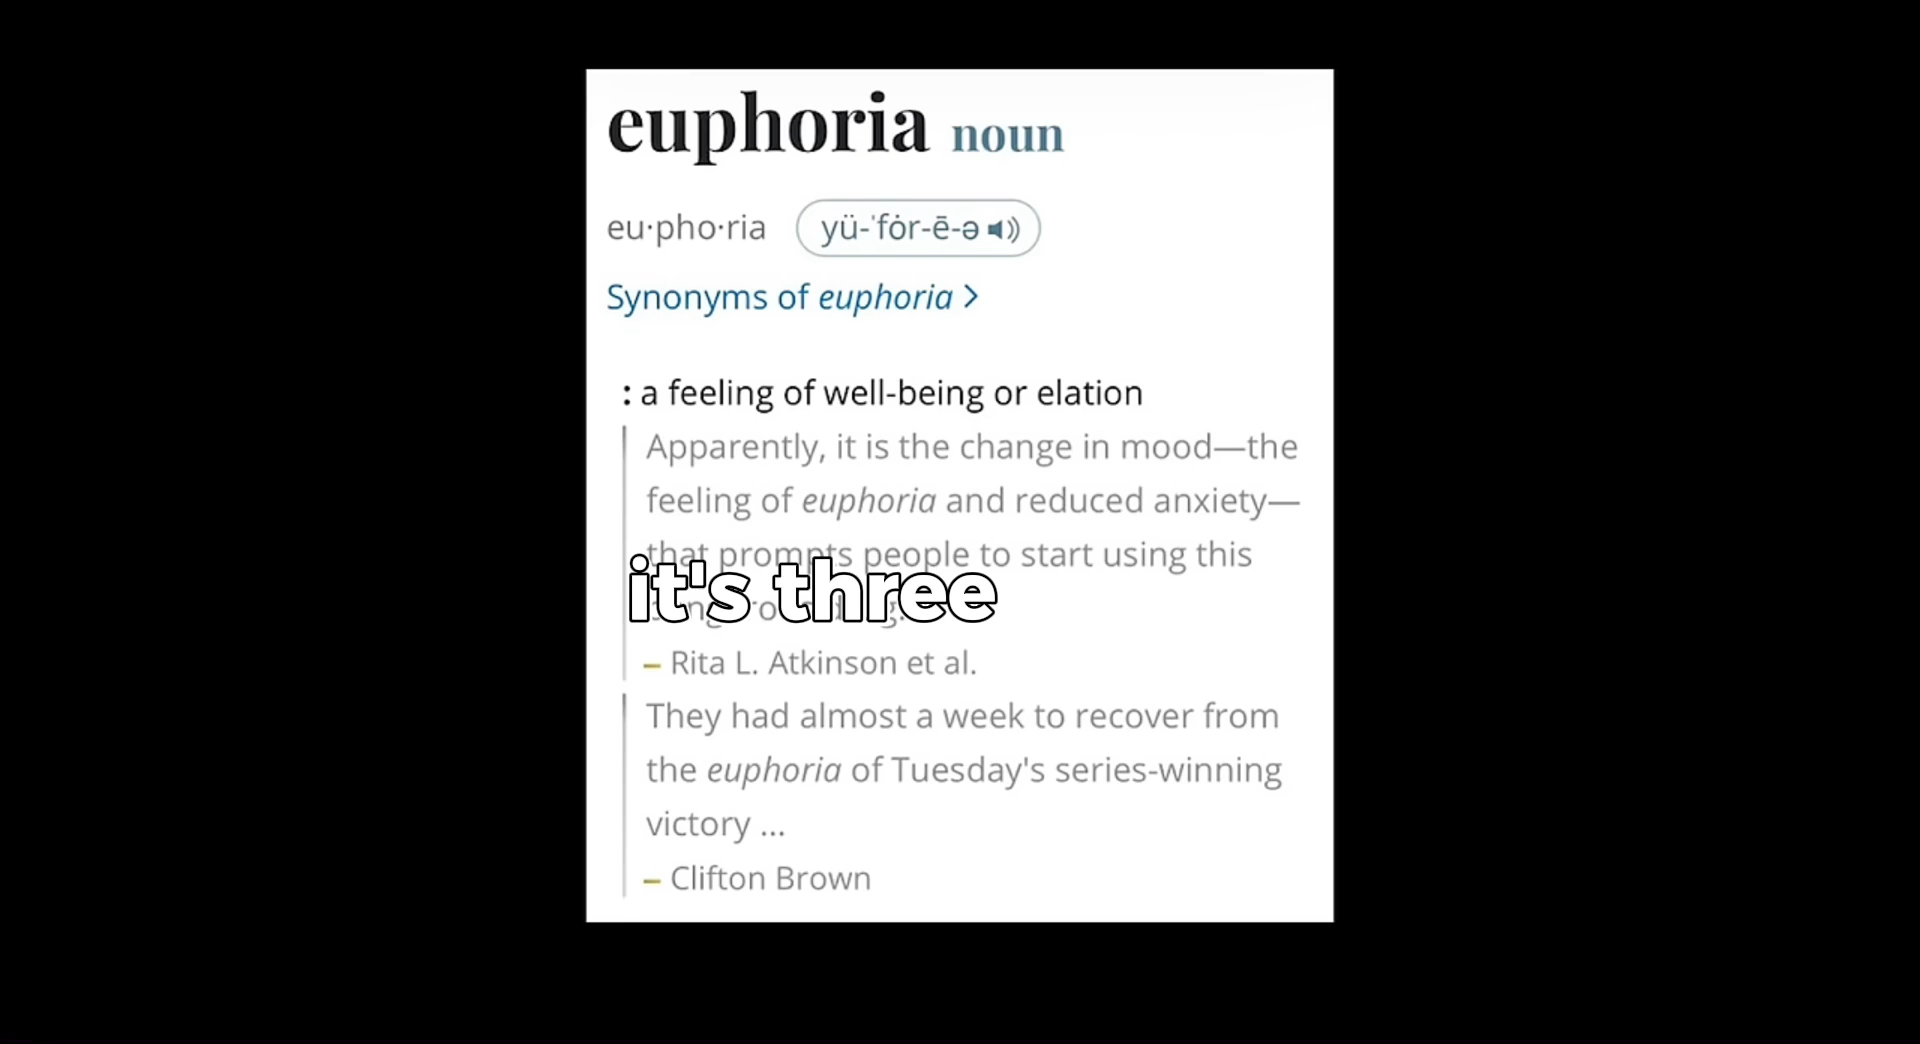 euphoria noun
eu·pho·ria yü-ˈfȯr-ē-ə
Synonyms of euphoria >
: a feeling of well-being or elation
Apparently, it is the change in mood—the
feeling of euphoria and reduced anxiety—
that prompts people to start using this
it's three
– Rita L. Atkinson et al.
They had almost a week to recover from
the euphoria of Tuesday's series-winning
victory ...
– Clifton Brown